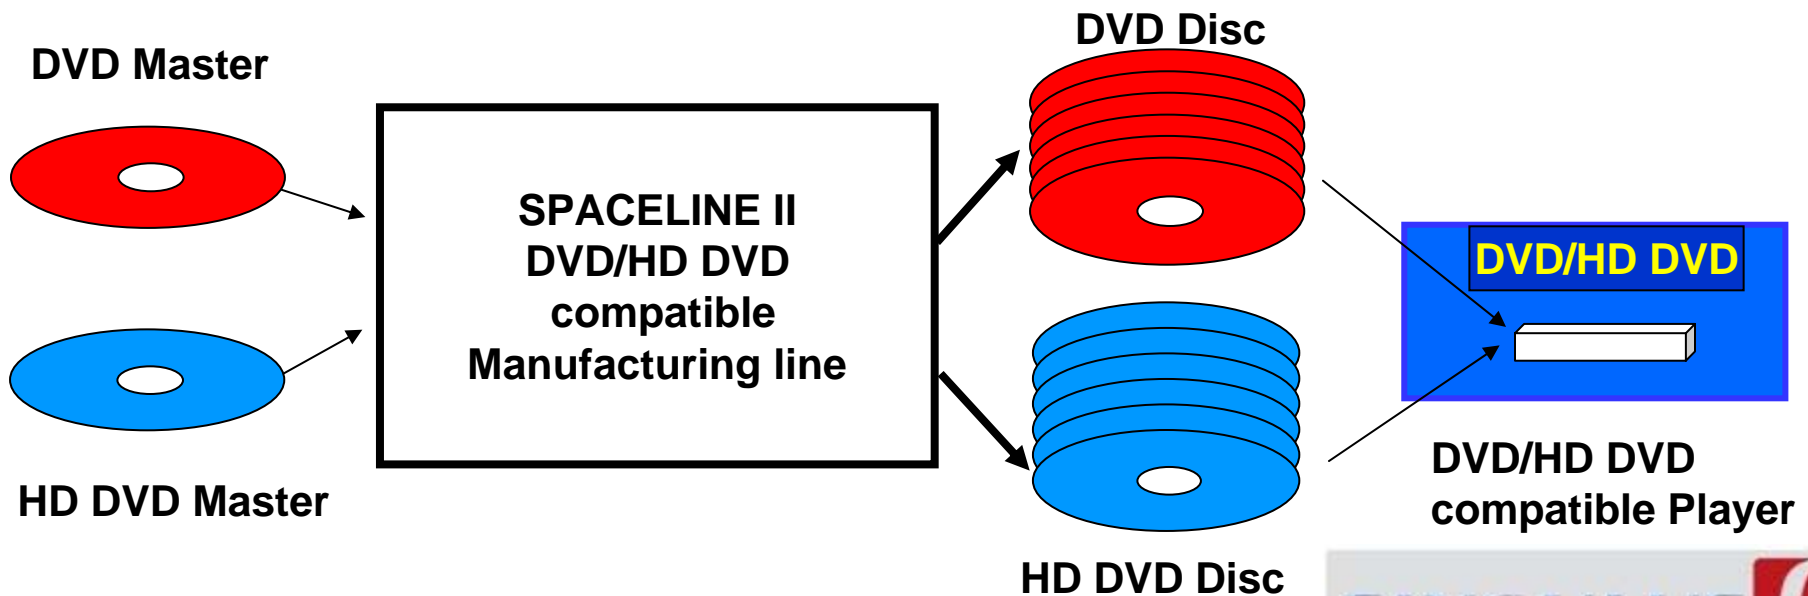 DVD Master
HD DVD Master
SPACELINE II
DVD/HD DVD
compatible
Manufacturing line
DVD Disc
HD DVD Disc
DVD/HD DVD
DVD/HD DVD
compatible Player